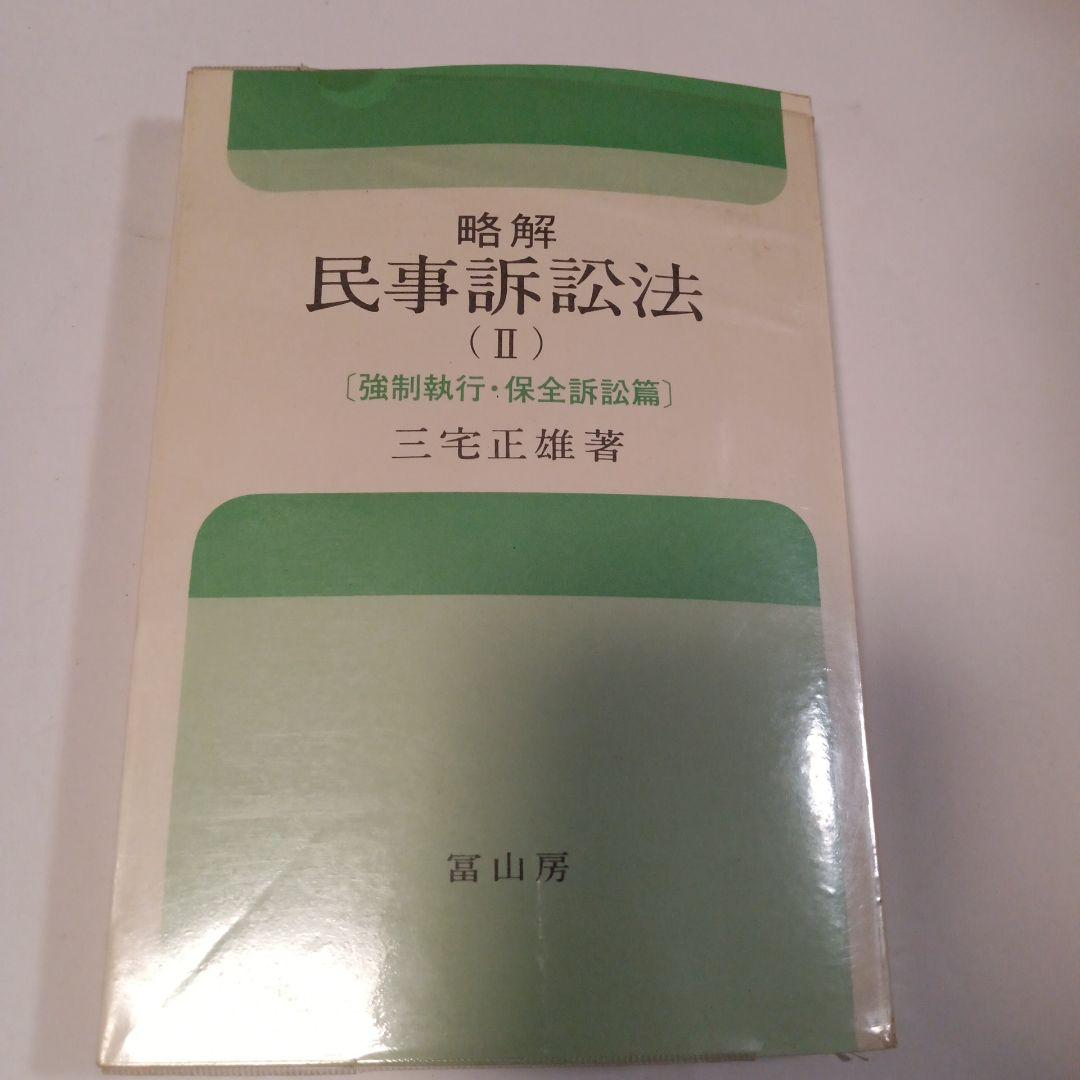 略解
民事訴訟法
(Ⅱ)
〔強制執行・保全訴訟篇〕
三宅正雄著
冨山房